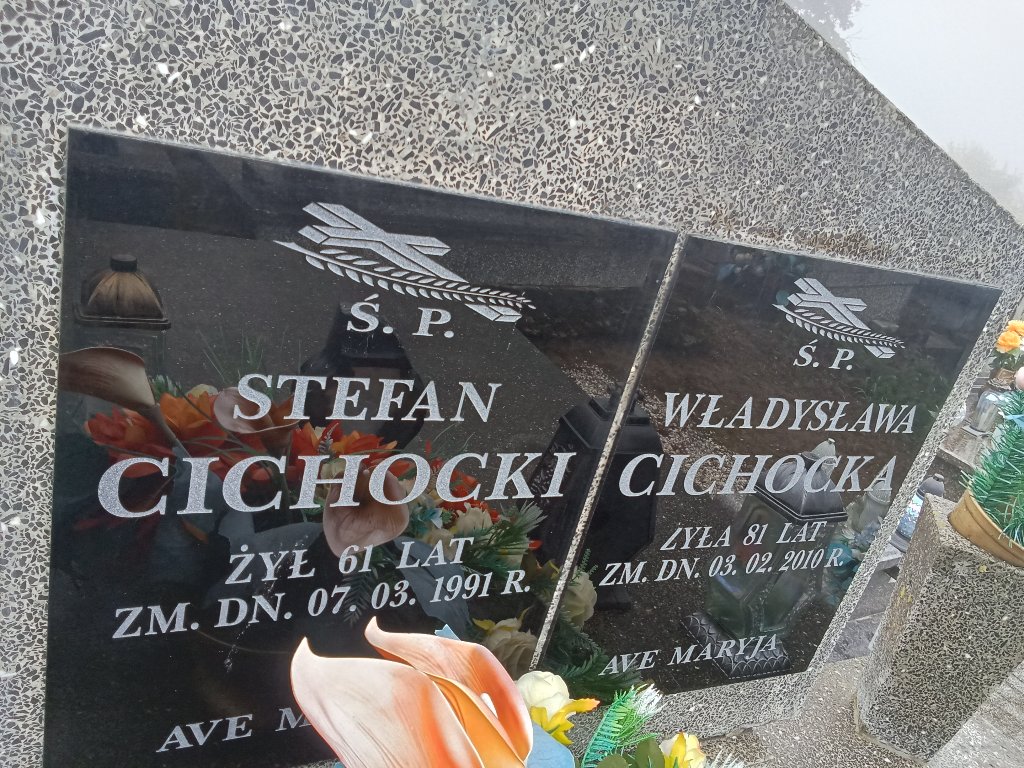 Ś. P.
STEFAN
CICHOCKI
ŻYŁ 61 LAT
ZM. DN. 07. 03. 1991 R.
AVE
Ś. P.
WŁADYSŁAWA
CICHOCKA
ŻYŁA 81 LAT
ZM. DN. 03. 02. 2010 R.
AVE MARYJA